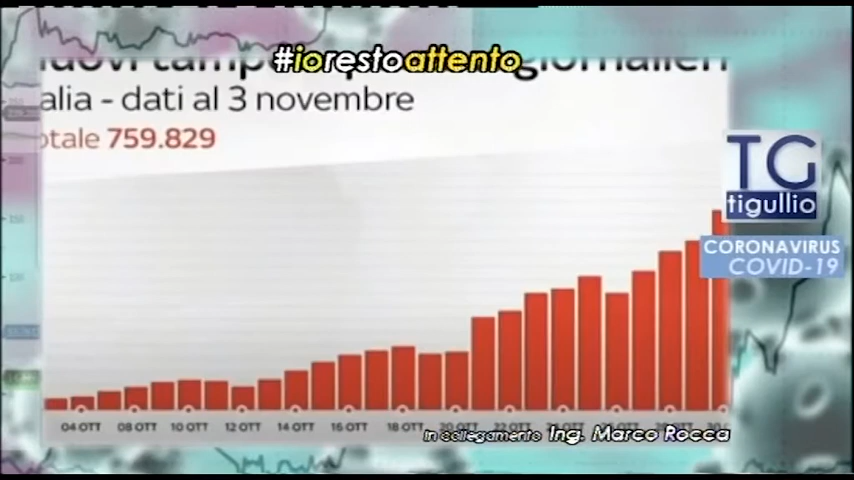 #iorestoattento
alia - dati al 3 novembre
otale 759.829
TG
tigullio
CORONAVIRUS
COVID-19
04 OTT 08 OTT 10 OTT 12 OTT 14 OTT 16 OTT 18 OTT 20 OTT 22 OTT
In collegamento Ing. Marco Rocca